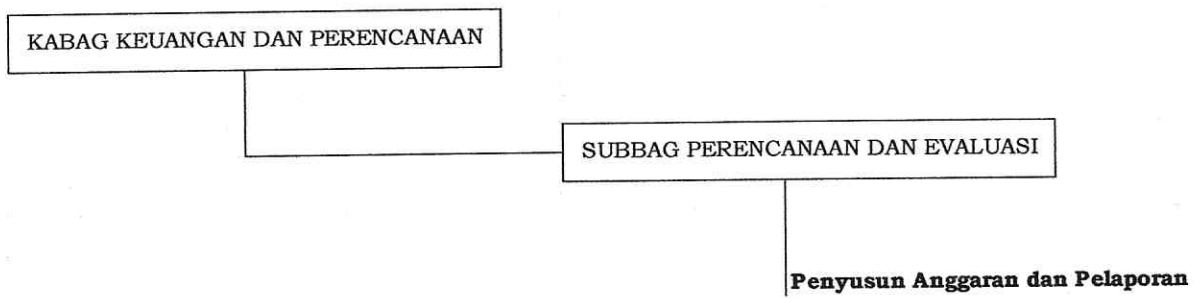 KABAG KEUANGAN DAN PERENCANAAN
SUBBAG PERENCANAAN DAN EVALUASI
Penyusun Anggaran dan Pelaporan